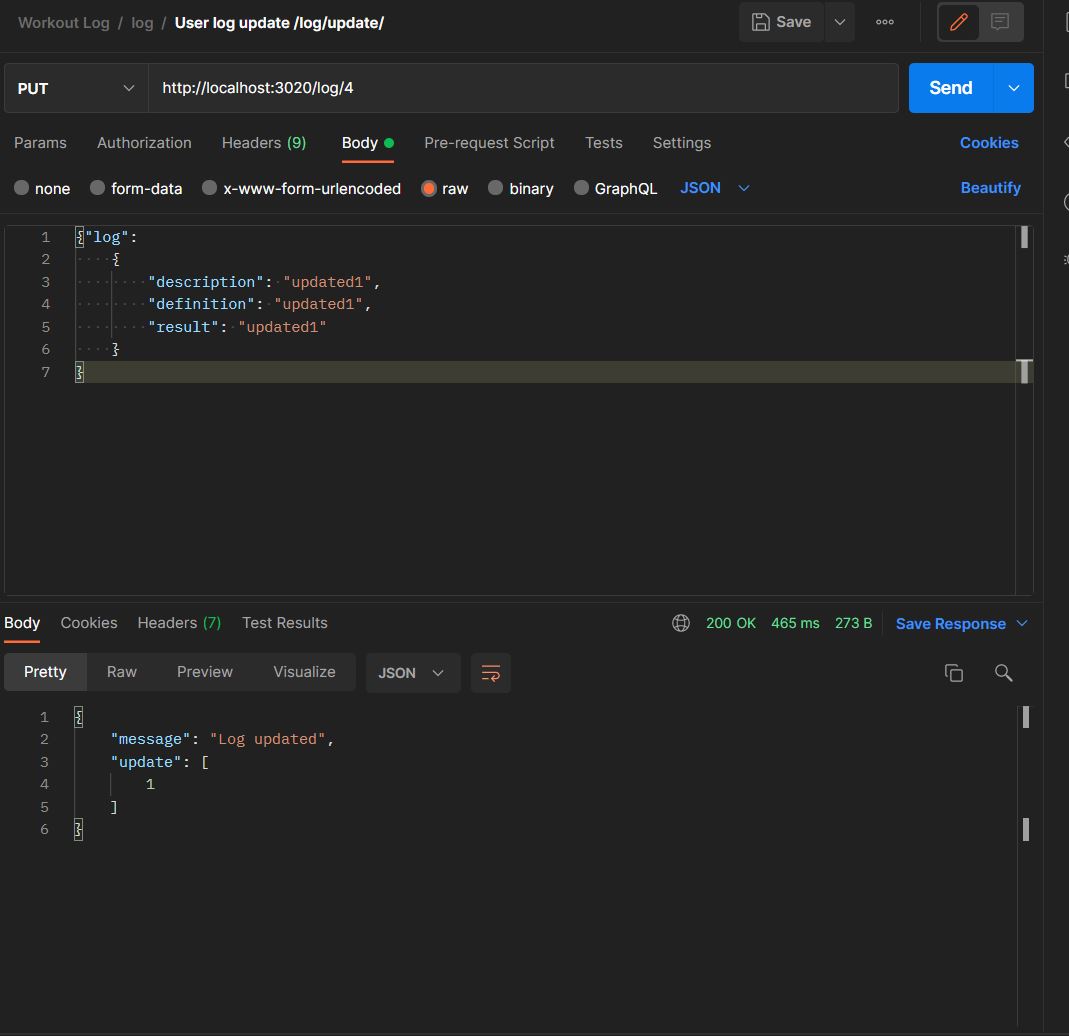 Workout Log / log / User log update /log/update/
Save
PUT
http://localhost:3020/log/4
Send
Params Authorization Headers (9) Body Pre-request Script Tests Settings Cookies
none form-data x-www-form-urlencoded raw binary GraphQL JSON Beautify
1 {"log":
2 {
3 "description": "updated1",
4 "definition": "updated1",
5 "result": "updated1"
6 }
7 }
Body Cookies Headers (7) Test Results 200 OK 465 ms 273 B Save Response
Pretty Raw Preview Visualize JSON
1 {
2 "message": "Log updated",
3 "update": [
4 1
5 ]
6 }